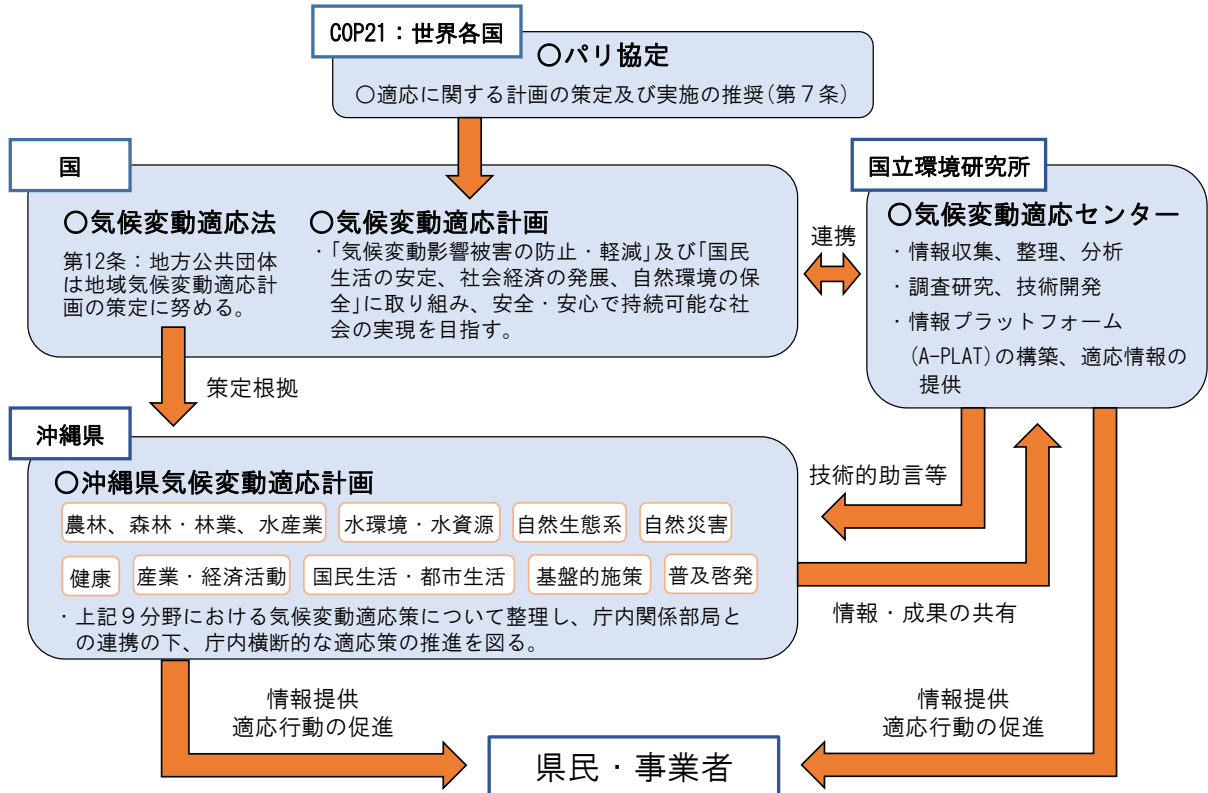 COP21：世界各国
○パリ協定
○適応に関する計画の策定及び実施の推奨(第７条)
国
○気候変動適応法
第12条：地方公共団体
は地域気候変動適応計
画の策定に努める。
○気候変動適応計画
・「気候変動影響被害の防止・軽減」及び「国民
生活の安定、社会経済の発展、自然環境の保
全」に取り組み、安全・安心で持続可能な社
会の実現を目指す。
連携
国立環境研究所
○気候変動適応センター
・情報収集、整理、分析
・調査研究、技術開発
・情報プラットフォーム
(A-PLAT)の構築、適応情報の
提供
策定根拠
沖縄県
○沖縄県気候変動適応計画
農林、森林・林業、水産業
水環境・水資源
自然生態系
自然災害
健康
産業・経済活動
国民生活・都市生活
基盤的施策
普及啓発
・上記９分野における気候変動適応策について整理し、庁内関係部局と
の連携の下、庁内横断的な適応策の推進を図る。
技術的助言等
情報・成果の共有
情報提供
適応行動の促進
情報提供
適応行動の促進
県民・事業者